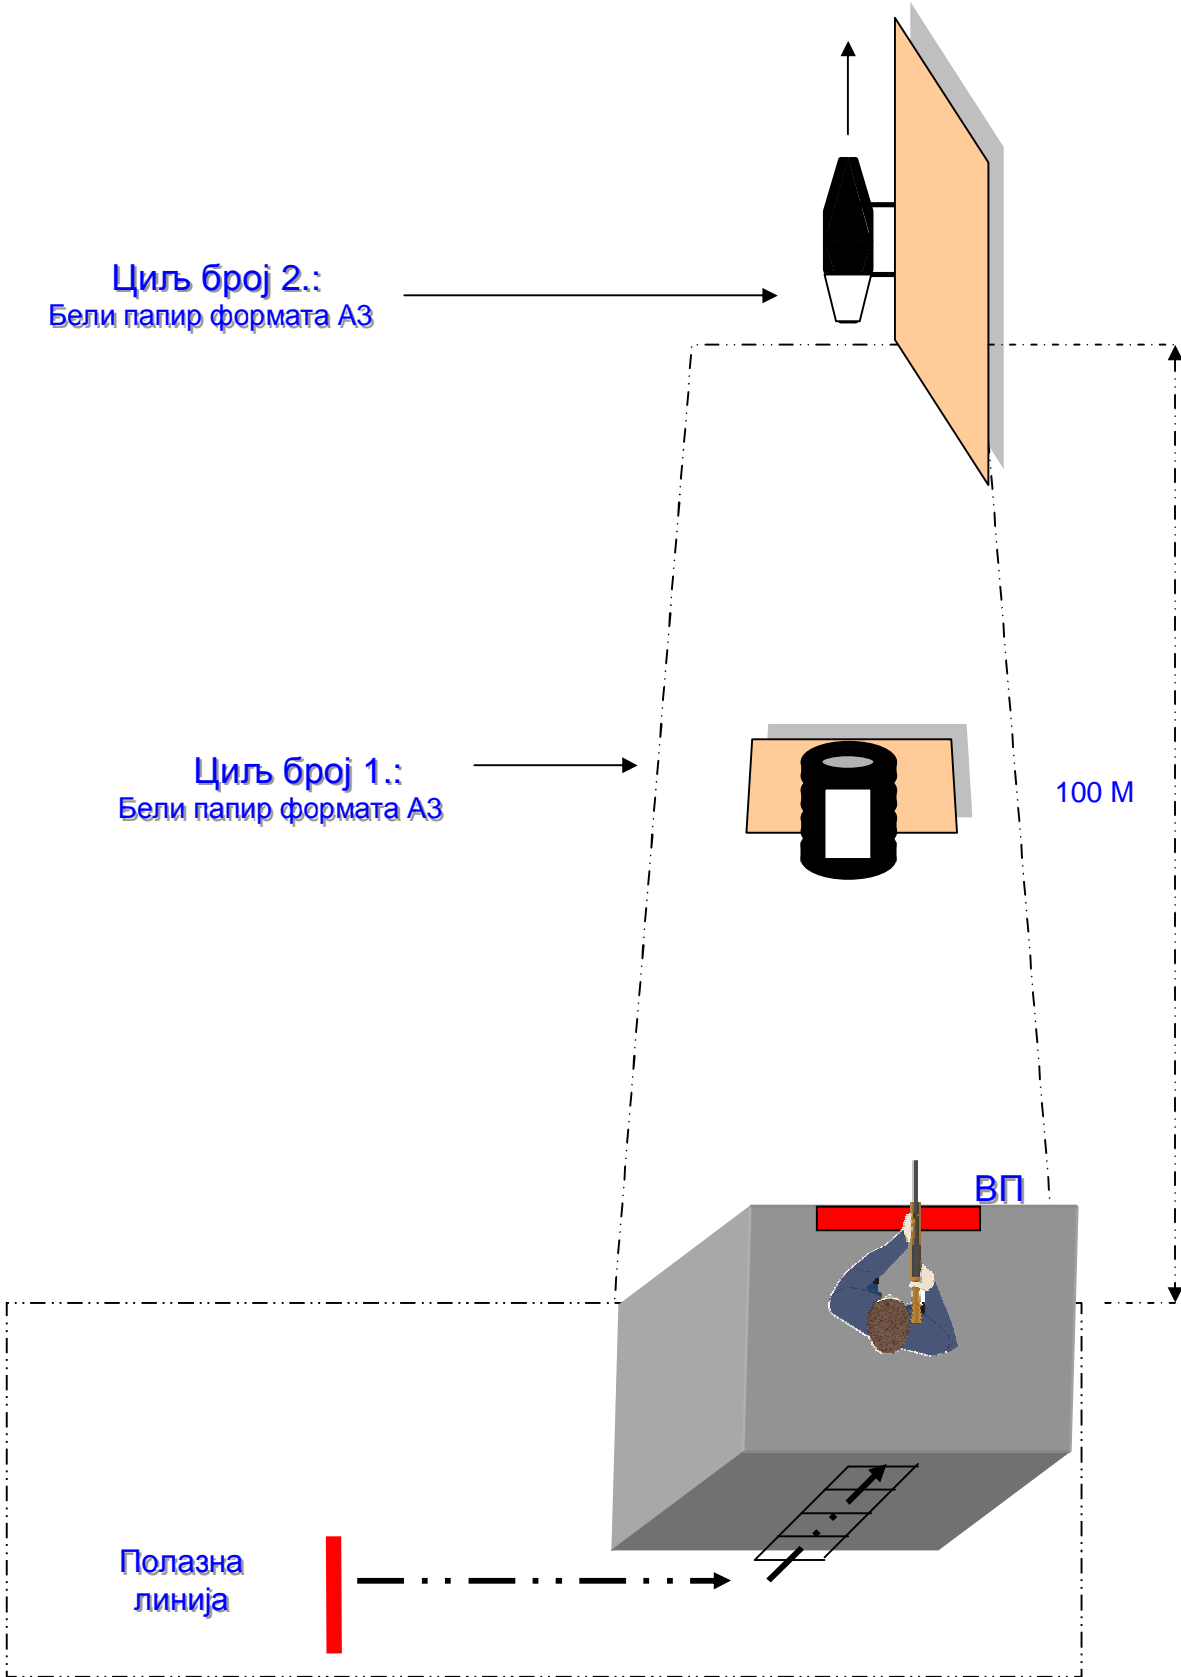 Циљ број 2.:
Бели папир формата А3
Циљ број 1.:
Бели папир формата А3
100 М
ВП
Полазна
линија